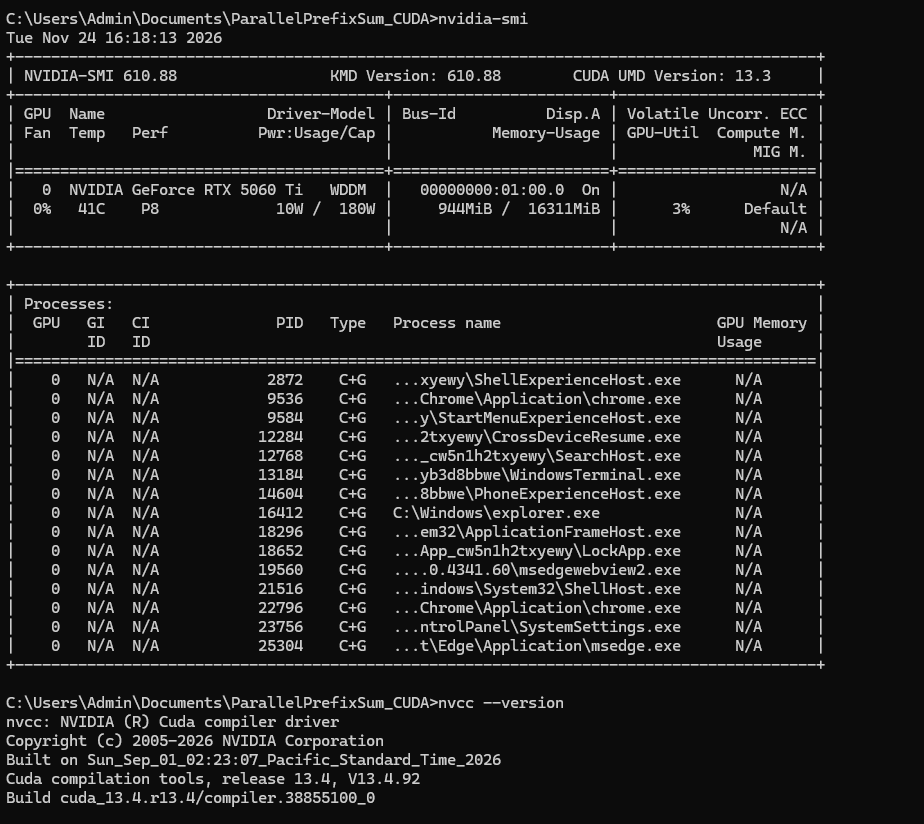 C:\Users\Admin\Documents\ParallelPrefixSum_CUDA>nvidia-smi
Tue Nov 24 16:18:13 2026
+-----------------------------------------------------------------------------------------+
| NVIDIA-SMI 610.88                 KMD Version: 610.88        CUDA UMD Version: 13.3     |
+-----------------------------------------+------------------------+----------------------+
| GPU  Name                  Driver-Model | Bus-Id          Disp.A | Volatile Uncorr. ECC |
| Fan  Temp   Perf          Pwr:Usage/Cap |           Memory-Usage | GPU-Util  Compute M. |
|                                         |                        |               MIG M. |
|=========================================+========================+======================|
|   0  NVIDIA GeForce RTX 5060 Ti   WDDM  |   00000000:01:00.0  On |                  N/A |
|  0%   41C    P8             10W /  180W |     944MiB /  16311MiB |      3%      Default |
|                                         |                        |                  N/A |
+-----------------------------------------+------------------------+----------------------+

+-----------------------------------------------------------------------------------------+
| Processes:                                                                              |
|  GPU   GI   CI              PID   Type   Process name                        GPU Memory |
|        ID   ID                                                               Usage      |
|=========================================================================================|
|    0   N/A  N/A            2872    C+G   ...xyewy\ShellExperienceHost.exe      N/A      |
|    0   N/A  N/A            9536    C+G   ...Chrome\Application\chrome.exe      N/A      |
|    0   N/A  N/A            9584    C+G   ...y\StartMenuExperienceHost.exe      N/A      |
|    0   N/A  N/A           12284    C+G   ...2txyewy\CrossDeviceResume.exe      N/A      |
|    0   N/A  N/A           12768    C+G   ..._cw5n1h2txyewy\SearchHost.exe      N/A      |
|    0   N/A  N/A           13184    C+G   ...yb3d8bbwe\WindowsTerminal.exe      N/A      |
|    0   N/A  N/A           14604    C+G   ...8bbwe\PhoneExperienceHost.exe      N/A      |
|    0   N/A  N/A           16412    C+G   C:\Windows\explorer.exe               N/A      |
|    0   N/A  N/A           18296    C+G   ...em32\ApplicationFrameHost.exe      N/A      |
|    0   N/A  N/A           18652    C+G   ...App_cw5n1h2txyewy\LockApp.exe      N/A      |
|    0   N/A  N/A           19560    C+G   ....0.4341.60\msedgewebview2.exe      N/A      |
|    0   N/A  N/A           21516    C+G   ...indows\System32\ShellHost.exe      N/A      |
|    0   N/A  N/A           22796    C+G   ...Chrome\Application\chrome.exe      N/A      |
|    0   N/A  N/A           23756    C+G   ...ntrolPanel\SystemSettings.exe      N/A      |
|    0   N/A  N/A           25304    C+G   ...t\Edge\Application\msedge.exe      N/A      |
+-----------------------------------------------------------------------------------------+

C:\Users\Admin\Documents\ParallelPrefixSum_CUDA>nvcc --version
nvcc: NVIDIA (R) Cuda compiler driver
Copyright (c) 2005-2026 NVIDIA Corporation
Built on Sun_Sep_01_02:23:07_Pacific_Standard_Time_2026
Cuda compilation tools, release 13.4, V13.4.92
Build cuda_13.4.r13.4/compiler.38855100_0